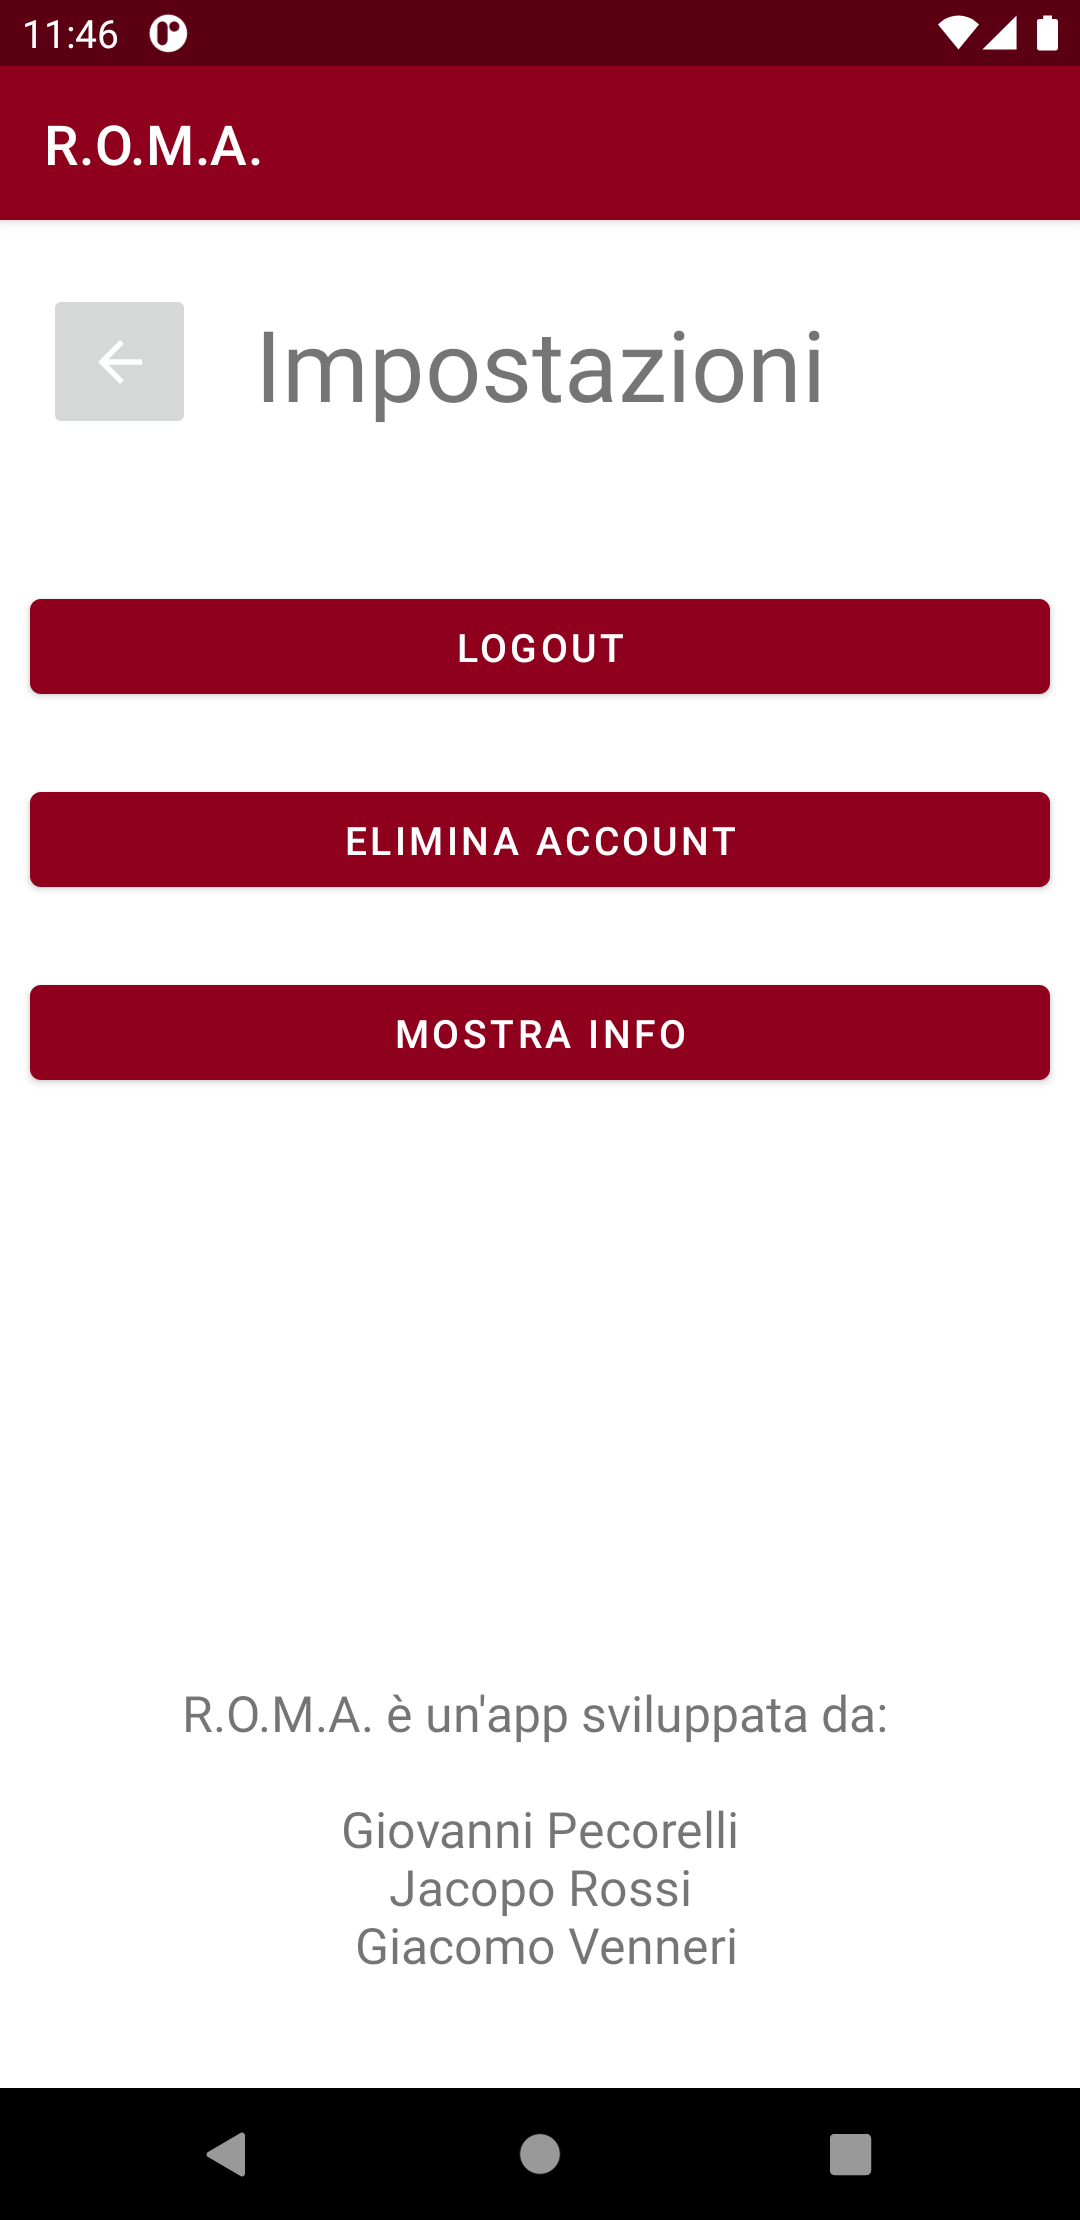 11:46
R.O.M.A.
Impostazioni
LOGOUT
ELIMINA ACCOUNT
MOSTRA INFO
R.O.M.A. è un'app sviluppata da:
Giovanni Pecorelli
Jacopo Rossi
Giacomo Venneri